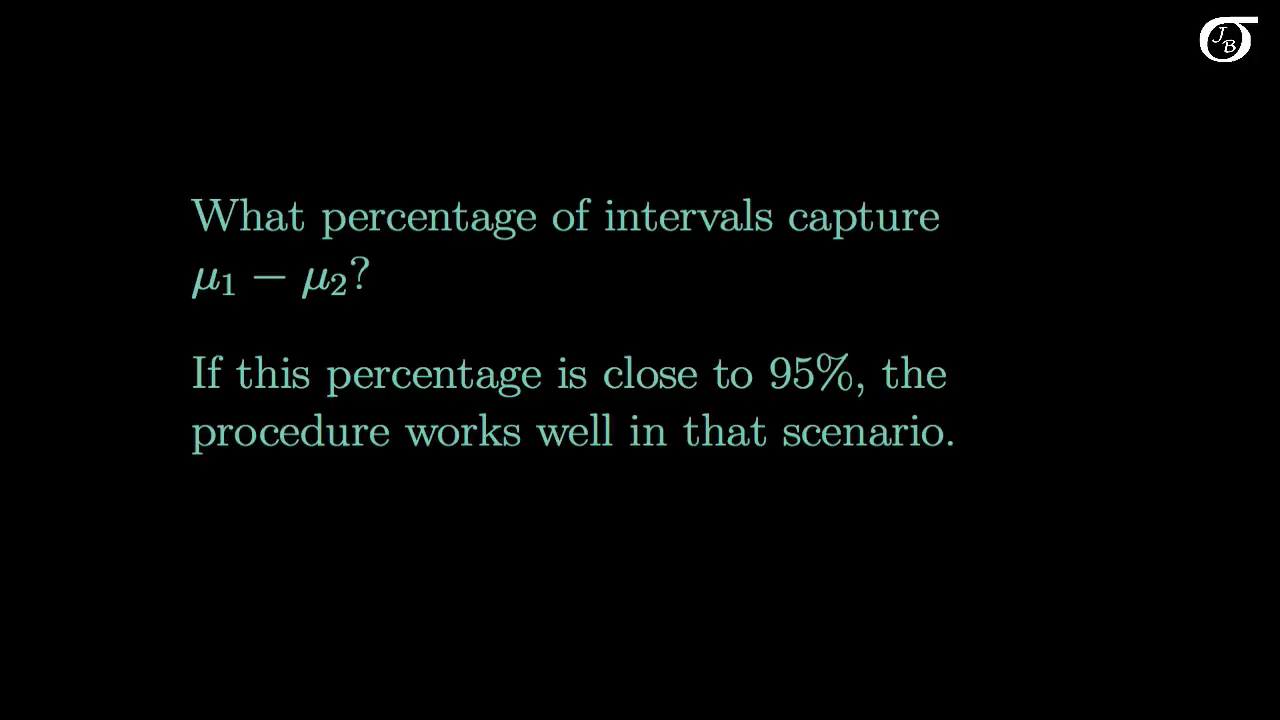 JB
What percentage of intervals capture
μ₁ − μ₂?
If this percentage is close to 95%, the
procedure works well in that scenario.